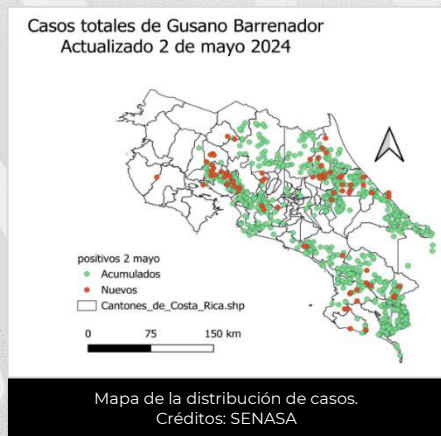 Casos totales de Gusano Barrenador
Actualizado 2 de mayo 2024
positivos 2 mayo
Acumulados
Nuevos
Cantones_de_Costa_Rica.shp
0 75 150 km
Mapa de la distribución de casos.
Créditos: SENASA